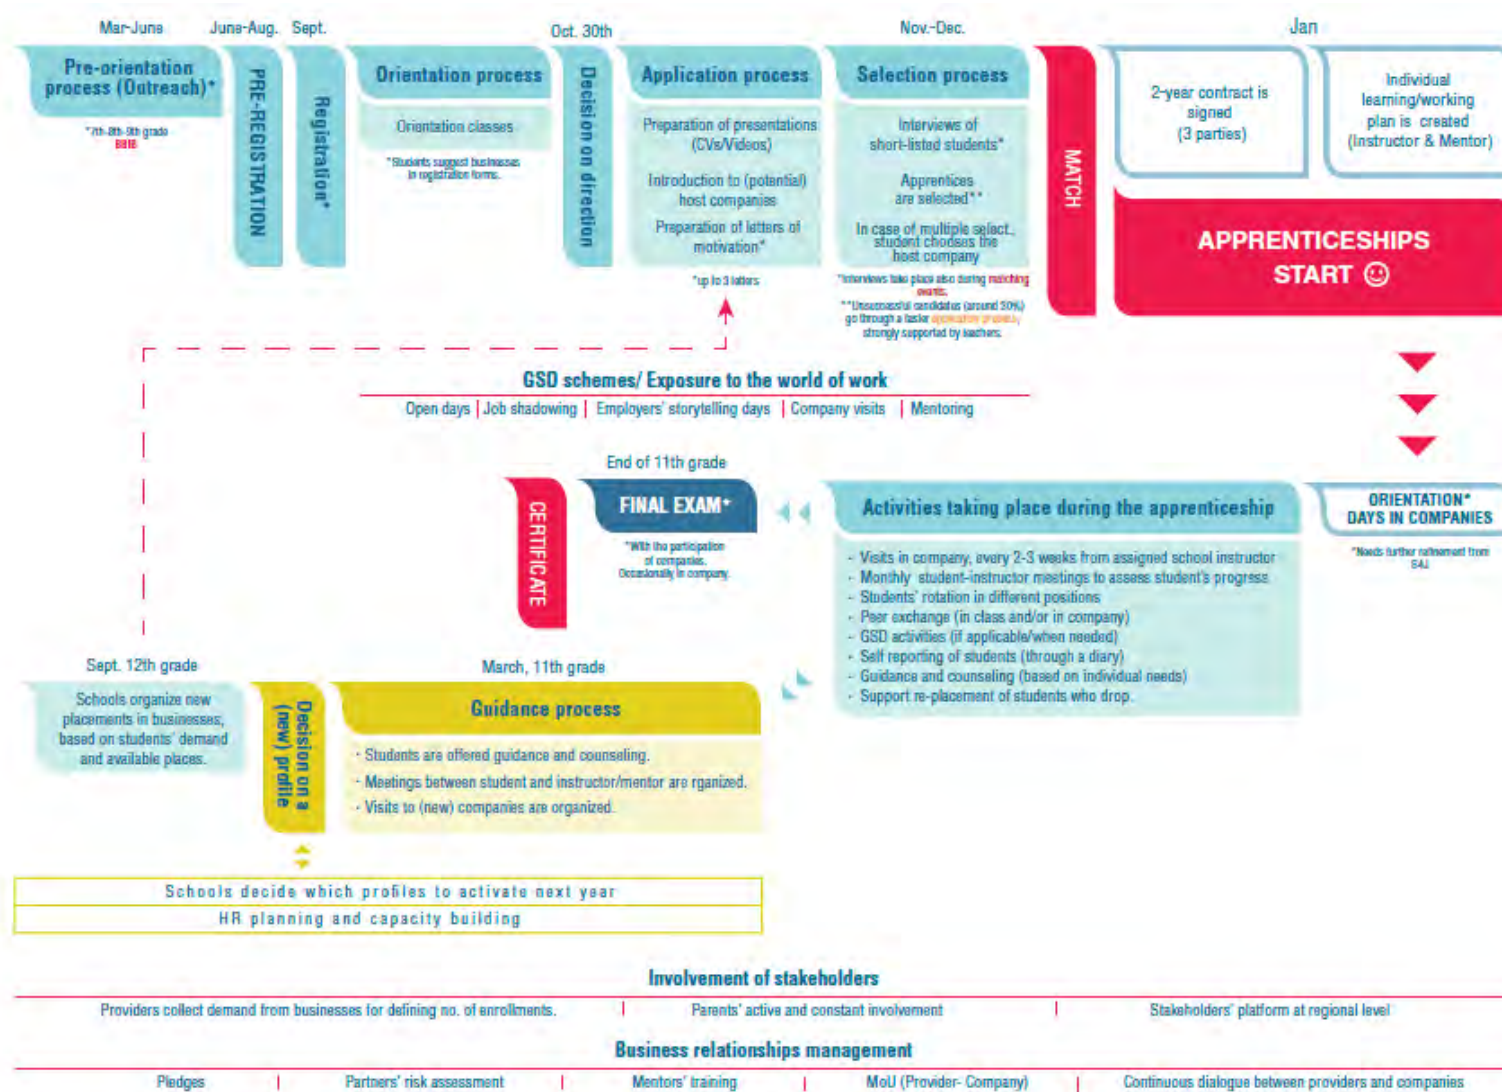 Mar-June
June-Aug.
Sept.
Oct. 30th
Nov.-Dec.
Jan
Pre-orientation
process (Outreach)*
*7th-8th-9th grade
PRE-REGISTRATION
Registration*
Orientation process
Orientation classes
*Students suggest businesses
in registration forms.
Decision on direction
Application process
Preparation of presentations
(CVs/Videos)
Introduction to (potential)
host companies
Preparation of letters of
motivation*
*up to 3 letters
Selection process
Interviews of
short-listed students*
Apprentices
are selected**
In case of multiple select.,
student chooses the
host company
*Interviews take place also during matching
events.
**Unsuccessful candidates (around 30%)
go through a faster application process,
strongly supported by teachers.
MATCH
2-year contract is
signed
(3 parties)
Individual
learning/working
plan is created
(Instructor & Mentor)
APPRENTICESHIPS
START ☺
GSD schemes/ Exposure to the world of work
Open days | Job shadowing | Employers' storytelling days | Company visits | Mentoring
End of 11th grade
CERTIFICATE
FINAL EXAM*
*With the participation
of companies.
Occasionally in company.
Activities taking place during the apprenticeship
- Visits in company, every 2-3 weeks from assigned school instructor
- Monthly student-instructor meetings to assess student's progress
- Students' rotation in different positions
- Peer exchange (in class and/or in company)
- GSD activities (if applicable/when needed)
- Self reporting of students (through a diary)
- Guidance and counseling (based on individual needs)
- Support re-placement of students who drop.
ORIENTATION*
DAYS IN COMPANIES
*Needs further refinement from
S4J
Sept. 12th grade
Schools organize new
placements in businesses,
based on students' demand
and available places.
Decision on a
(new) profile
March, 11th grade
Guidance process
- Students are offered guidance and counseling.
- Meetings between student and instructor/mentor are rganized.
- Visits to (new) companies are organized.
Schools decide which profiles to activate next year
HR planning and capacity building
Involvement of stakeholders
Providers collect demand from businesses for defining no. of enrollments. | Parents' active and constant involvement | Stakeholders' platform at regional level
Business relationships management
Pledges | Partners' risk assessment | Mentors' training | MoU (Provider- Company) | Continuous dialogue between providers and companies